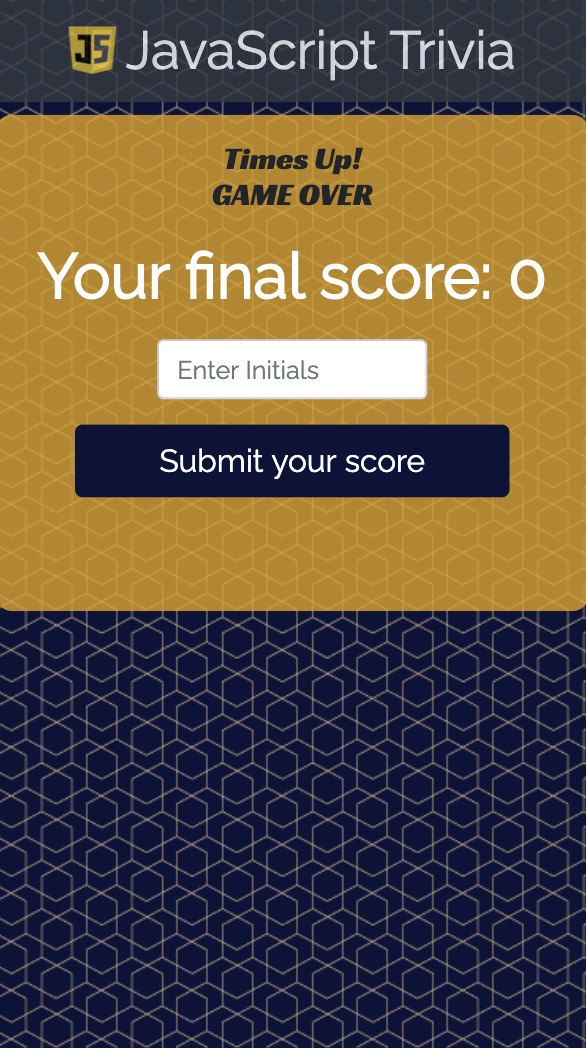 JS JavaScript Trivia
Times Up!
GAME OVER
Your final score: 0
Enter Initials
Submit your score